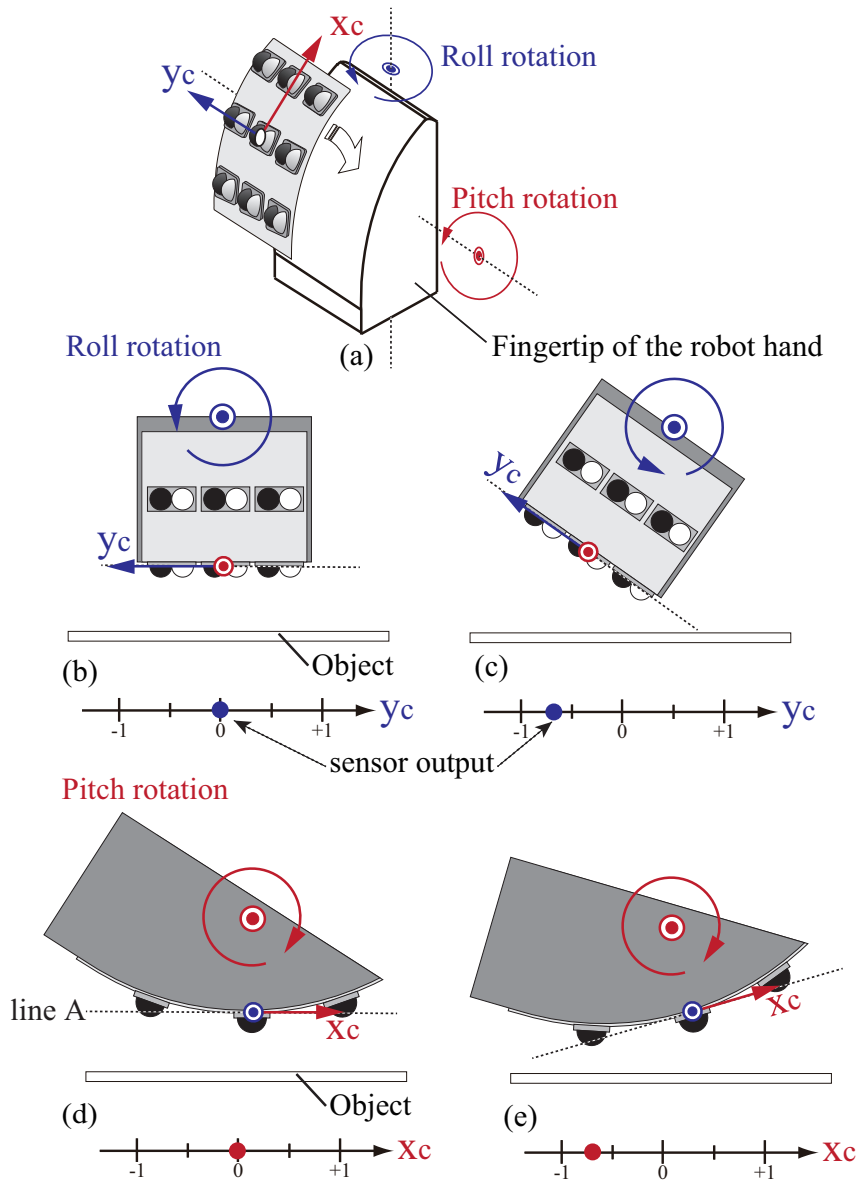 xc
Roll rotation
yc
Pitch rotation
(a)
Fingertip of the robot hand
Roll rotation
yc
yc
(b)
Object
(c)
-1
0
+1
yc
-1
0
+1
yc
sensor output
Pitch rotation
line A
xc
xc
(d)
Object
(e)
-1
0
+1
xc
-1
0
+1
xc